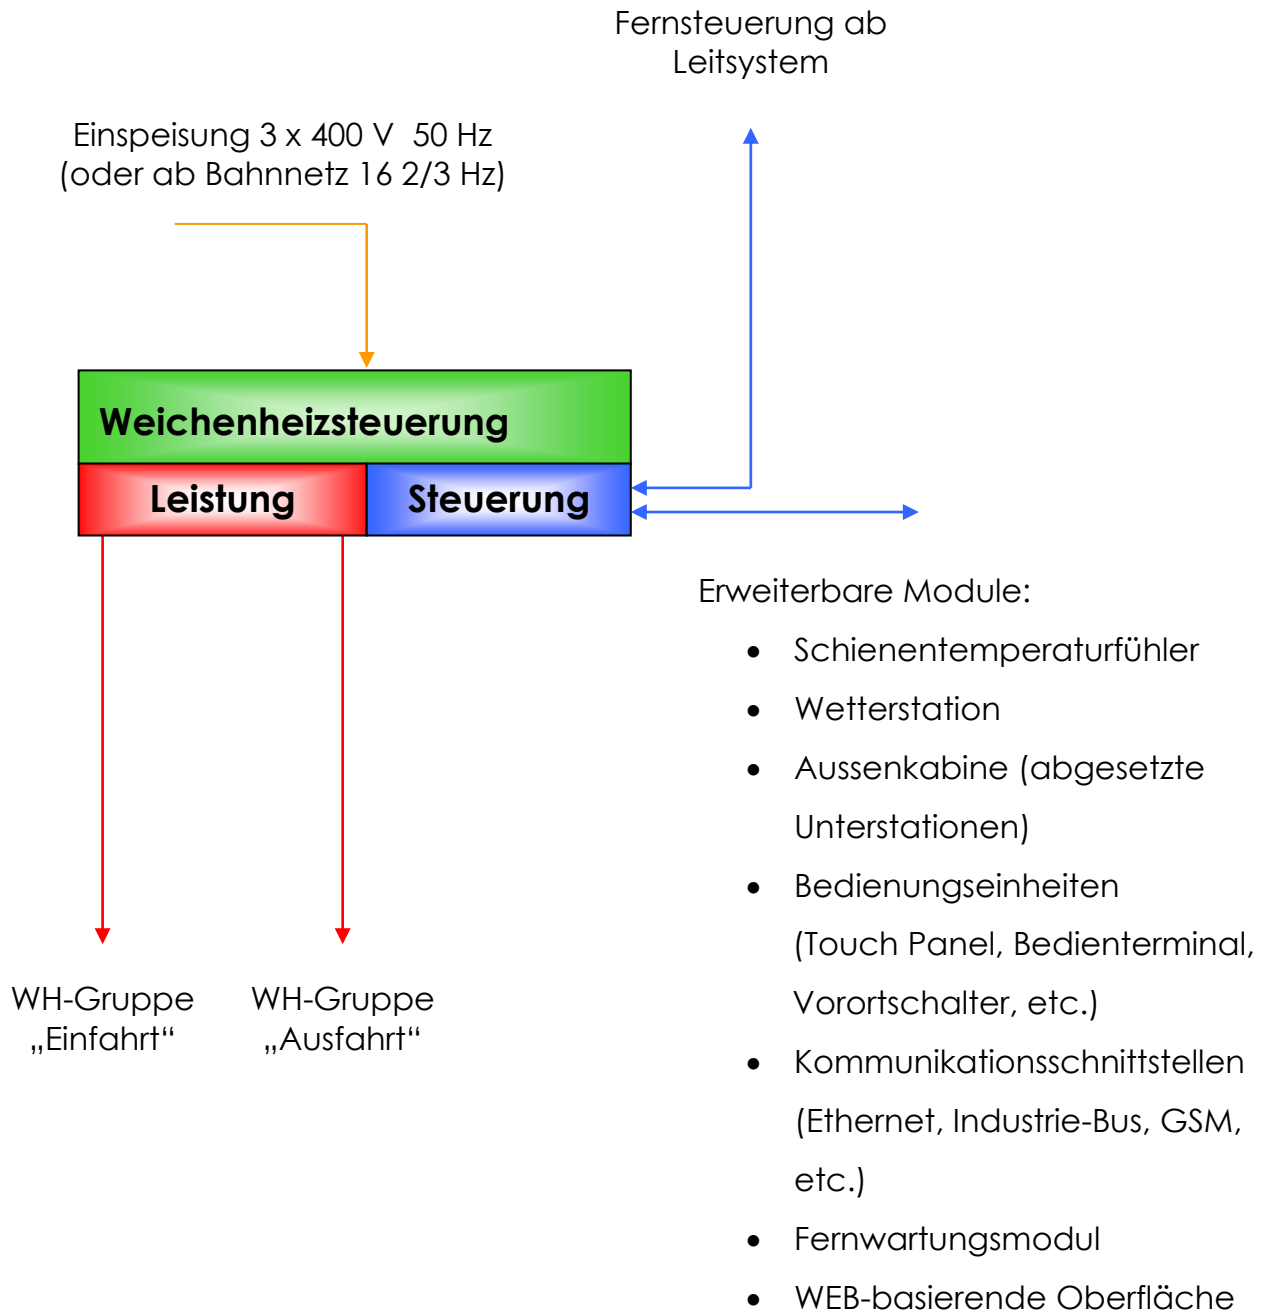 Fernsteuerung ab
Leitsystem
Einspeisung 3 x 400 V  50 Hz
(oder ab Bahnnetz 16 2/3 Hz)
Weichenheizsteuerung
Leistung
Steuerung
Erweiterbare Module:
• Schienentemperaturfühler
• Wetterstation
• Aussenkabine (abgesetzte
Unterstationen)
• Bedienungseinheiten
(Touch Panel, Bedienterminal,
Vorortschalter, etc.)
• Kommunikationsschnittstellen
(Ethernet, Industrie-Bus, GSM,
etc.)
• Fernwartungsmodul
• WEB-basierende Oberfläche
WH-Gruppe
„Einfahrt“
WH-Gruppe
„Ausfahrt“